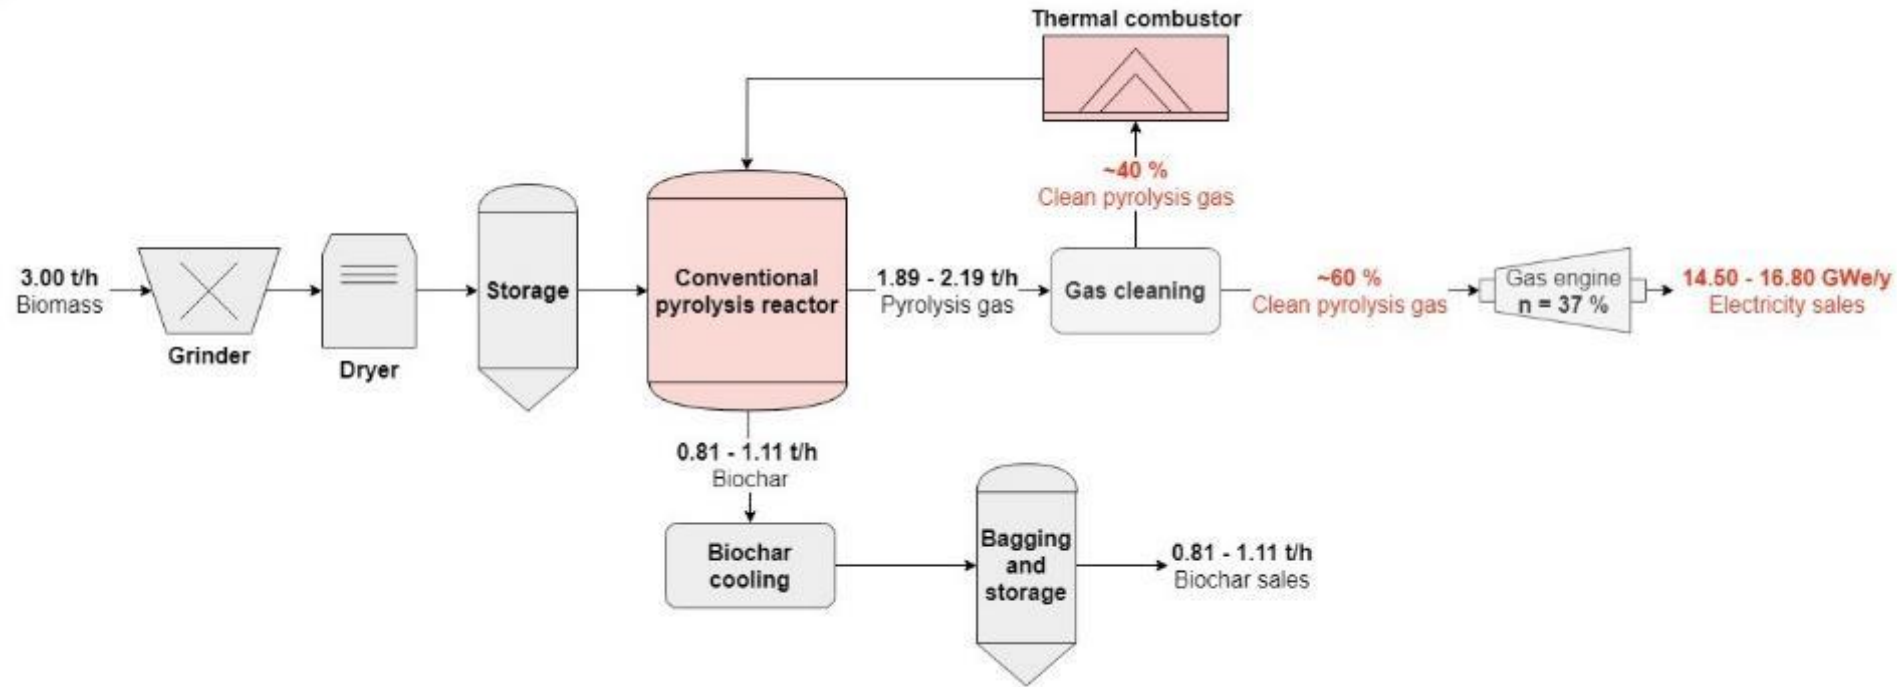 Thermal combustor
~40 %
Clean pyrolysis gas
3.00 t/h
Biomass
Grinder
Dryer
Storage
Conventional
pyrolysis reactor
1.89 - 2.19 t/h
Pyrolysis gas
Gas cleaning
~60 %
Clean pyrolysis gas
Gas engine
n = 37 %
14.50 - 16.80 GWe/y
Electricity sales
0.81 - 1.11 t/h
Biochar
Biochar
cooling
Bagging
and
storage
0.81 - 1.11 t/h
Biochar sales